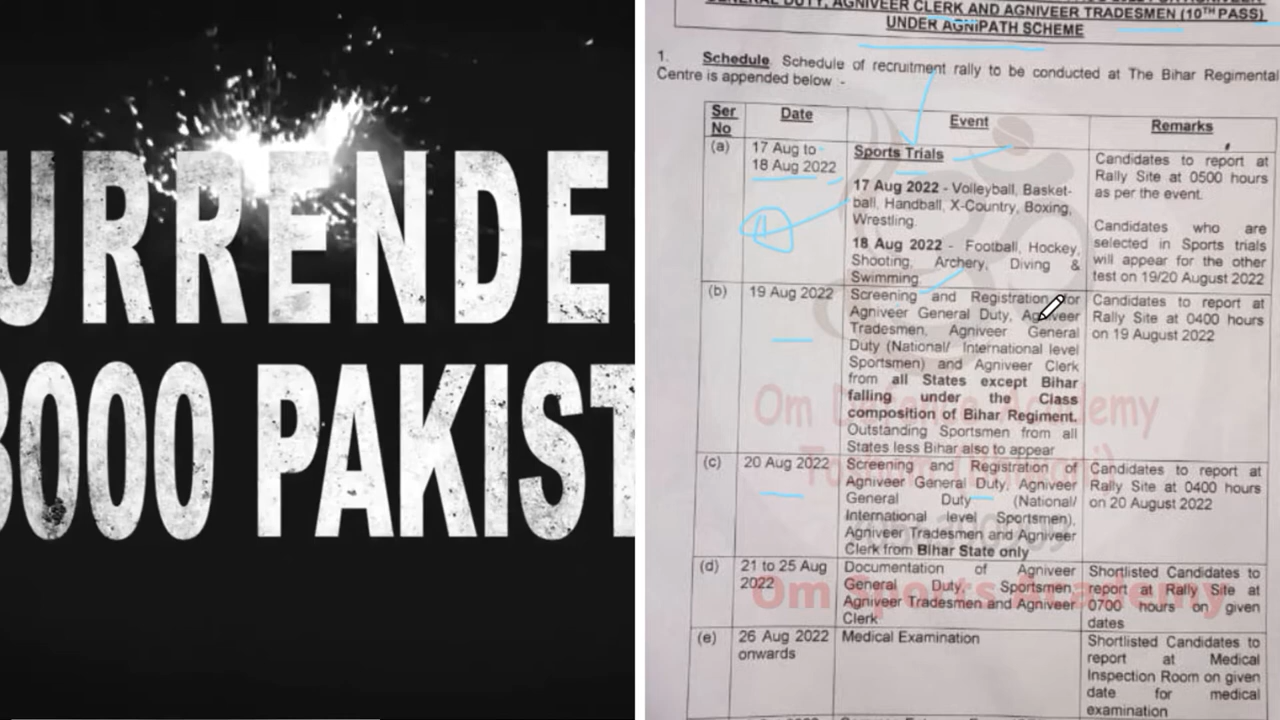 URRENDE
3000 PAKIST
GENERAL DUTY, AGNIVEER CLERK AND AGNIVEER TRADESMEN (10TH PASS)
UNDER AGNIPATH SCHEME
1. Schedule. Schedule of recruitment rally to be conducted at The Bihar Regimental
Centre is appended below :-
Ser No
Date
Event
Remarks
(a)
17 Aug to
18 Aug 2022
Sports Trials
17 Aug 2022 - Volleyball, Basket-
ball, Handball, X-Country, Boxing,
Wrestling.
18 Aug 2022 - Football, Hockey,
Shooting, Archery, Diving &
Swimming.
Candidates to report at
Rally Site at 0500 hours
as per the event.
Candidates who are
selected in Sports trials
will appear for the other
test on 19/20 August 2022
(b)
19 Aug 2022
Screening and Registration for
Agniveer General Duty, Agniveer
Tradesmen, Agniveer General
Duty (National/ International level
Sportsmen) and Agniveer Clerk
from all States except Bihar
falling under the Class
composition of Bihar Regiment.
Outstanding Sportsmen from all
States less Bihar also to appear
Candidates to report at
Rally Site at 0400 hours
on 19 August 2022
(c)
20 Aug 2022
Screening and Registration of
Agniveer General Duty, Agniveer
General Duty (National/
International level Sportsmen),
Agniveer Tradesmen and Agniveer
Clerk from Bihar State only
Candidates to report at
Rally Site at 0400 hours
on 20 August 2022
(d)
21 to 25 Aug
2022
Documentation of Agniveer
General Duty, Sportsmen,
Agniveer Tradesmen and Agniveer
Clerk
Shortlisted Candidates to
report at Rally Site at
0700 hours on given
dates
(e)
26 Aug 2022
onwards
Medical Examination
Shortlisted Candidates to
report at Medical
Inspection Room on given
date for medical
examination
Om Sports Academy